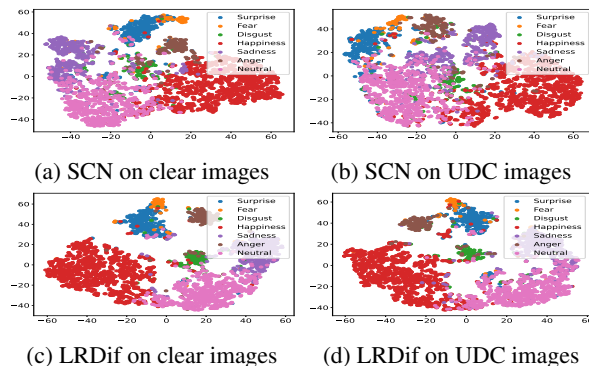 60
40
20
0
−20
−40
Surprise
Fear
Disgust
Happiness
Sadness
Anger
Neutral
−40 −20 0 20 40 60
(a) SCN on clear images
40
20
0
−20
−40
Surprise
Fear
Disgust
Happiness
Sadness
Anger
Neutral
−60 −40 −20 0 20 40 60
(b) SCN on UDC images
60
40
20
0
−20
−40
Surprise
Fear
Disgust
Happiness
Sadness
Anger
Neutral
−60 −40 −20 0 20 40 60
(c) LRDif on clear images
60
40
20
0
−20
−40
Surprise
Fear
Disgust
Happiness
Sadness
Anger
Neutral
−60 −40 −20 0 20 40 60
(d) LRDif on UDC images